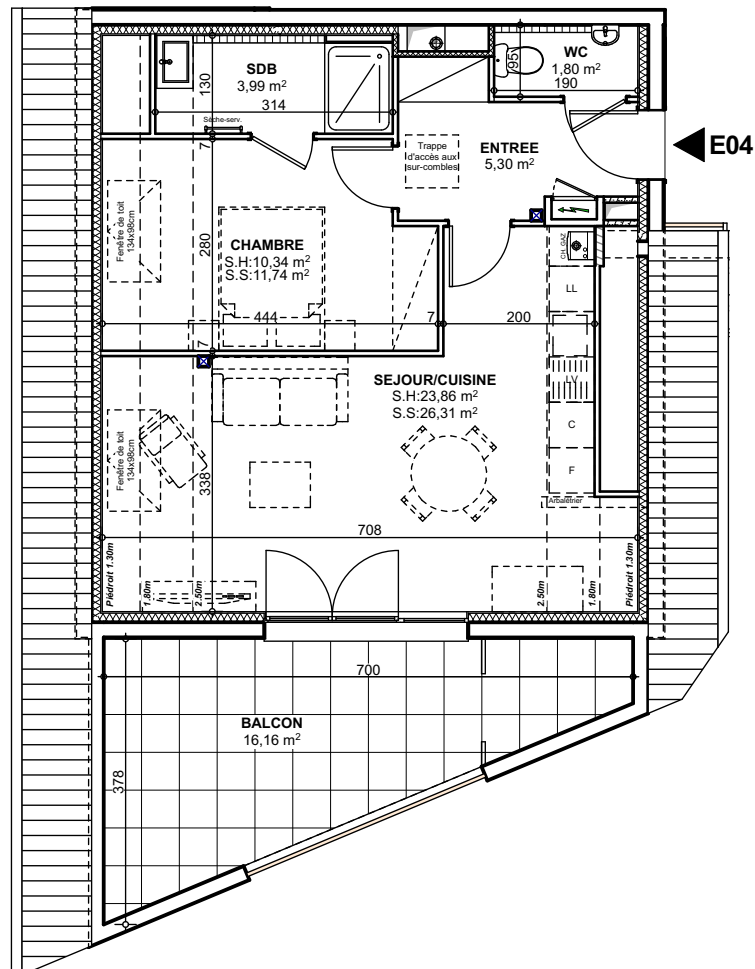 SDB
3,99 m²
130
314
Sèche-serv.
WC
1,80 m²
95
190
E04
ENTREE
5,30 m²
Trappe
d'accès aux
sur-combles
7
7
280
Fenêtre de toit
134x98cm
CHAMBRE
S.H:10,34 m²
S.S:11,74 m²
444
7
200
CH. GAZ
LL
LV
C
F
Arbalétrier
SEJOUR/CUISINE
S.H:23,86 m²
S.S:26,31 m²
Fenêtre de toit
134x98cm
338
708
Piédroit 1.30m
1.80m
2.50m
2.50m
1.80m
Piédroit 1.30m
700
BALCON
16,16 m²
378